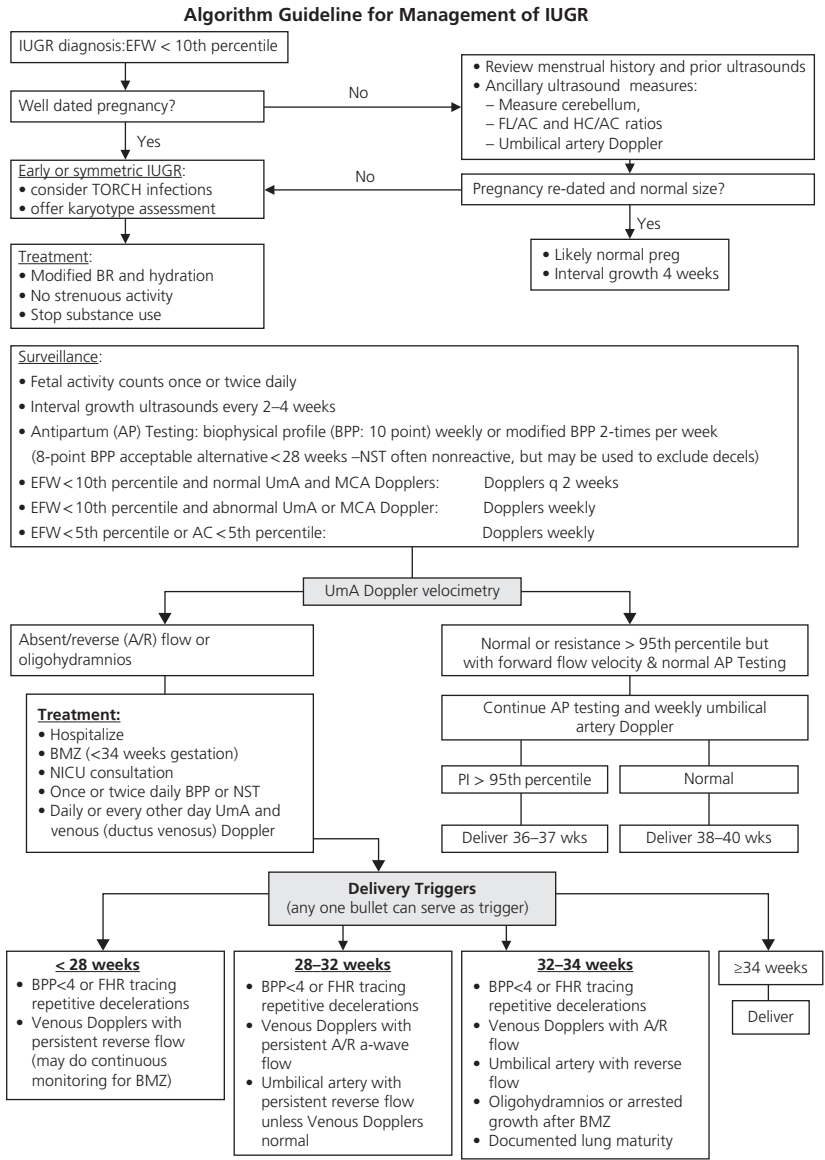 Algorithm Guideline for Management of IUGR
IUGR diagnosis:EFW < 10th percentile
Well dated pregnancy?
No
• Review menstrual history and prior ultrasounds
• Ancillary ultrasound measures:
– Measure cerebellum,
– FL/AC and HC/AC ratios
– Umbilical artery Doppler
Yes
Early or symmetric IUGR:
• consider TORCH infections
• offer karyotype assessment
No
Pregnancy re-dated and normal size?
Yes
• Likely normal preg
• Interval growth 4 weeks
Treatment:
• Modified BR and hydration
• No strenuous activity
• Stop substance use
Surveillance:
• Fetal activity counts once or twice daily
• Interval growth ultrasounds every 2–4 weeks
• Antipartum (AP) Testing: biophysical profile (BPP: 10 point) weekly or modified BPP 2-times per week
(8-point BPP acceptable alternative < 28 weeks –NST often nonreactive, but may be used to exclude decels)
• EFW < 10th percentile and normal UmA and MCA Dopplers: Dopplers q 2 weeks
• EFW < 10th percentile and abnormal UmA or MCA Doppler: Dopplers weekly
• EFW < 5th percentile or AC < 5th percentile: Dopplers weekly
UmA Doppler velocimetry
Absent/reverse (A/R) flow or
oligohydramnios
Treatment:
• Hospitalize
• BMZ (<34 weeks gestation)
• NICU consultation
• Once or twice daily BPP or NST
• Daily or every other day UmA and
venous (ductus venosus) Doppler
Normal or resistance > 95th percentile but
with forward flow velocity & normal AP Testing
Continue AP testing and weekly umbilical
artery Doppler
PI > 95th percentile
Normal
Deliver 36–37 wks
Deliver 38–40 wks
Delivery Triggers
(any one bullet can serve as trigger)
< 28 weeks
• BPP<4 or FHR tracing
repetitive decelerations
• Venous Dopplers with
persistent reverse flow
(may do continuous
monitoring for BMZ)
28–32 weeks
• BPP<4 or FHR tracing
repetitive decelerations
• Venous Dopplers with
persistent A/R a-wave
flow
• Umbilical artery with
persistent reverse flow
unless Venous Dopplers
normal
32–34 weeks
• BPP<4 or FHR tracing
repetitive decelerations
• Venous Dopplers with A/R
flow
• Umbilical artery with reverse
flow
• Oligohydramnios or arrested
growth after BMZ
• Documented lung maturity
≥34 weeks
Deliver